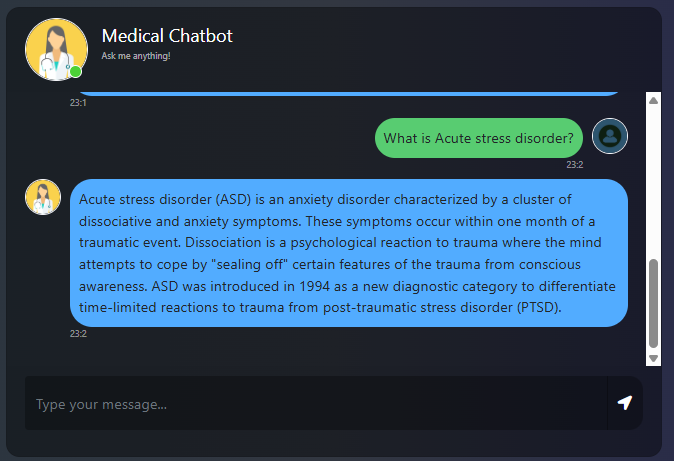 Medical Chatbot
Ask me anything!
23:1
What is Acute stress disorder?
23:2
Acute stress disorder (ASD) is an anxiety disorder characterized by a cluster of
dissociative and anxiety symptoms. These symptoms occur within one month of a
traumatic event. Dissociation is a psychological reaction to trauma where the mind
attempts to cope by "sealing off" certain features of the trauma from conscious
awareness. ASD was introduced in 1994 as a new diagnostic category to differentiate
time-limited reactions to trauma from post-traumatic stress disorder (PTSD).
23:2
Type your message...